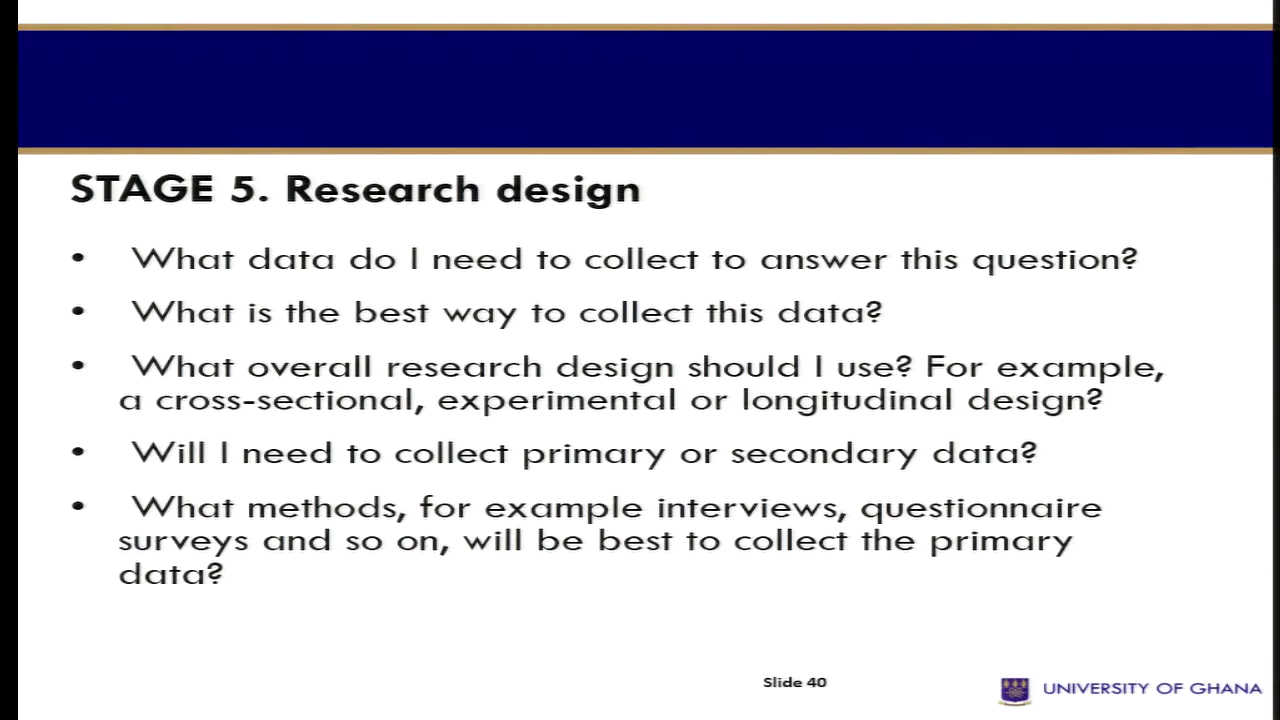 STAGE 5. Research design
• What data do I need to collect to answer this question?
• What is the best way to collect this data?
• What overall research design should I use? For example,
a cross-sectional, experimental or longitudinal design?
• Will I need to collect primary or secondary data?
• What methods, for example interviews, questionnaire
surveys and so on, will be best to collect the primary
data?
Slide 40
UNIVERSITY OF GHANA